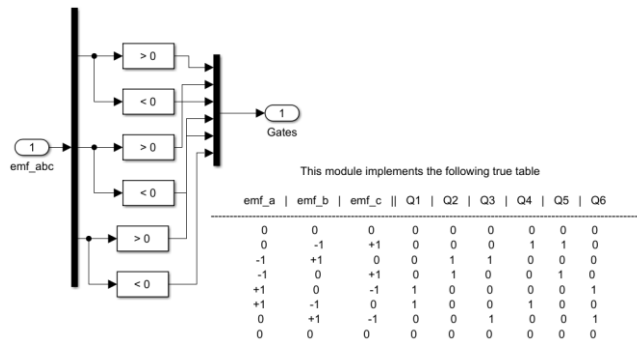 > 0
< 0
> 0
< 0
> 0
< 0
1
emf_abc
1
Gates
This module implements the following true table
emf_a | emf_b | emf_c || Q1 | Q2 | Q3 | Q4 | Q5 | Q6
0 0 0 0 0 0 0 0 0
0 -1 +1 0 0 0 1 1 0
-1 +1 0 0 1 1 0 0 0
-1 0 +1 0 1 0 0 1 0
+1 0 -1 1 0 0 0 0 1
+1 -1 0 1 0 0 1 0 0
0 +1 -1 0 0 1 0 0 1
0 0 0 0 0 0 0 0 0